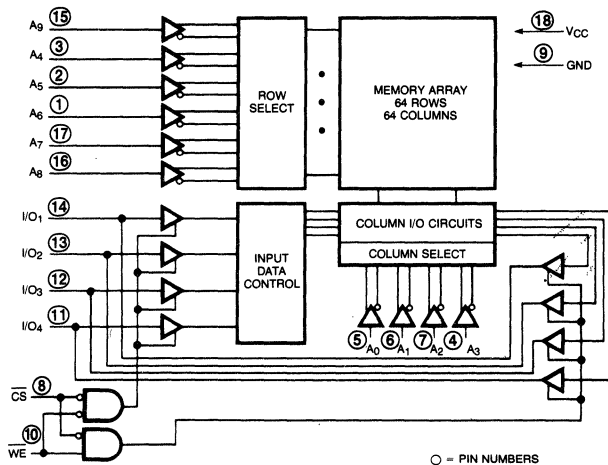 A9 15
A4 3
A5 2
A6 1
A7 17
A8 16
ROW
SELECT
MEMORY ARRAY
64 ROWS
64 COLUMNS
18 VCC
9 GND
I/O1 14
I/O2 13
I/O3 12
I/O4 11
INPUT
DATA
CONTROL
COLUMN I/O CIRCUITS
COLUMN SELECT
5 A0 6 A1 7 A2 4 A3
CS 8
WE 10
= PIN NUMBERS